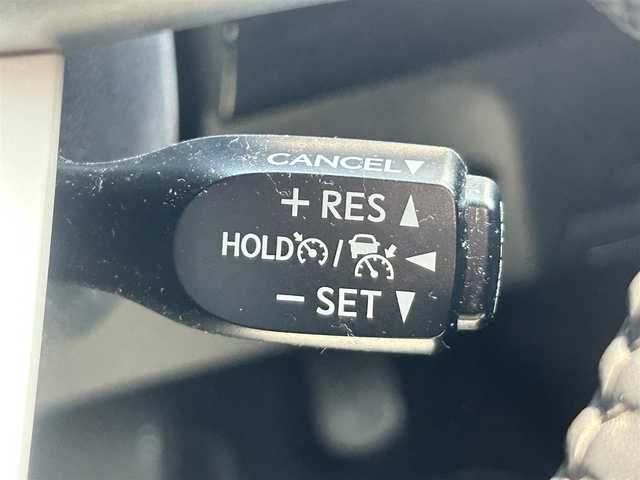 CANCEL▼
+ RES ▲
HOLD / ◀
− SET ▼